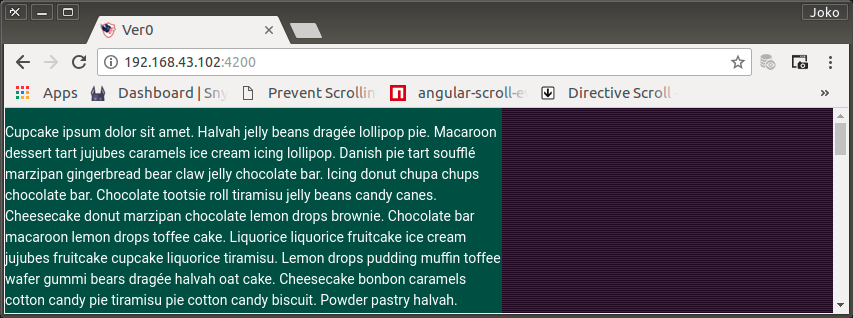 Joko
Ver0
192.168.43.102:4200
Apps Dashboard | Sny Prevent Scrollin angular-scroll-ev Directive Scroll - »
Cupcake ipsum dolor sit amet. Halvah jelly beans dragée lollipop pie. Macaroon
dessert tart jujubes caramels ice cream icing lollipop. Danish pie tart soufflé
marzipan gingerbread bear claw jelly chocolate bar. Icing donut chupa chups
chocolate bar. Chocolate tootsie roll tiramisu jelly beans candy canes.
Cheesecake donut marzipan chocolate lemon drops brownie. Chocolate bar
macaroon lemon drops toffee cake. Liquorice liquorice fruitcake ice cream
jujubes fruitcake cupcake liquorice tiramisu. Lemon drops pudding muffin toffee
wafer gummi bears dragée halvah oat cake. Cheesecake bonbon caramels
cotton candy pie tiramisu pie cotton candy biscuit. Powder pastry halvah.